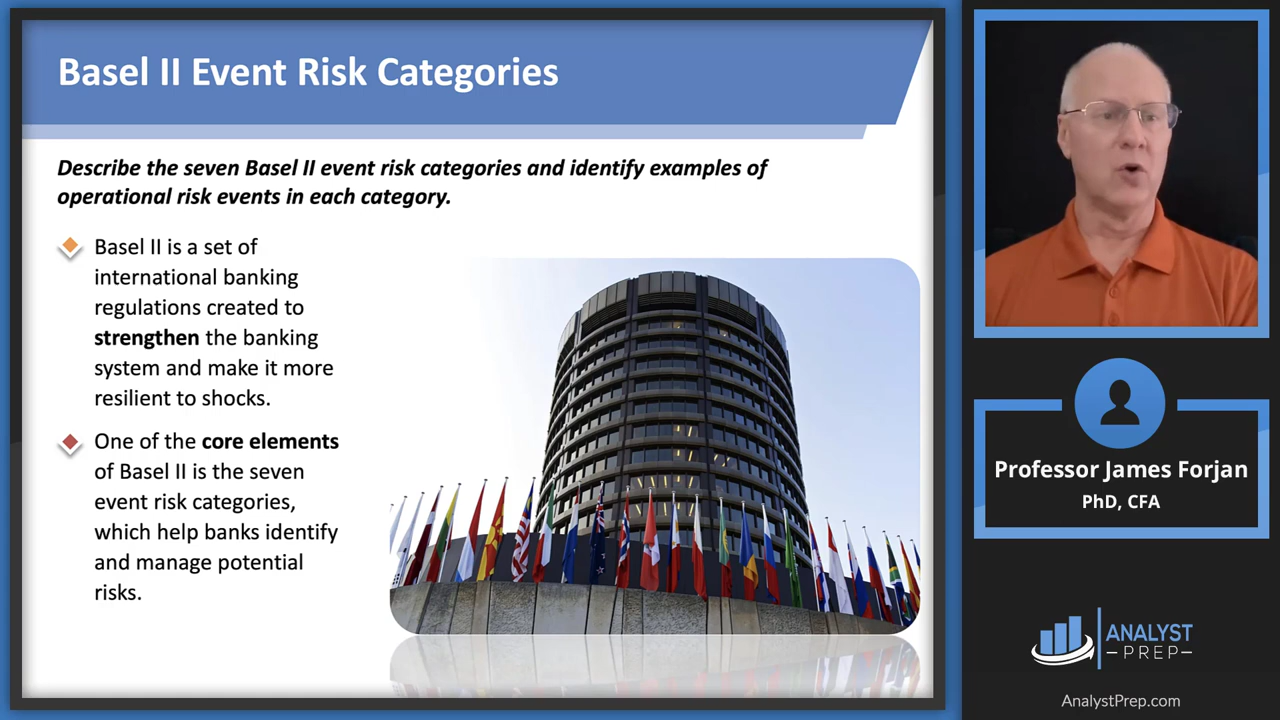 Basel II Event Risk Categories
Describe the seven Basel II event risk categories and identify examples of
operational risk events in each category.
Basel II is a set of
international banking
regulations created to
strengthen the banking
system and make it more
resilient to shocks.
One of the core elements
of Basel II is the seven
event risk categories,
which help banks identify
and manage potential
risks.
Professor James Forjan
PhD, CFA
ANALYST
PREP
AnalystPrep.com